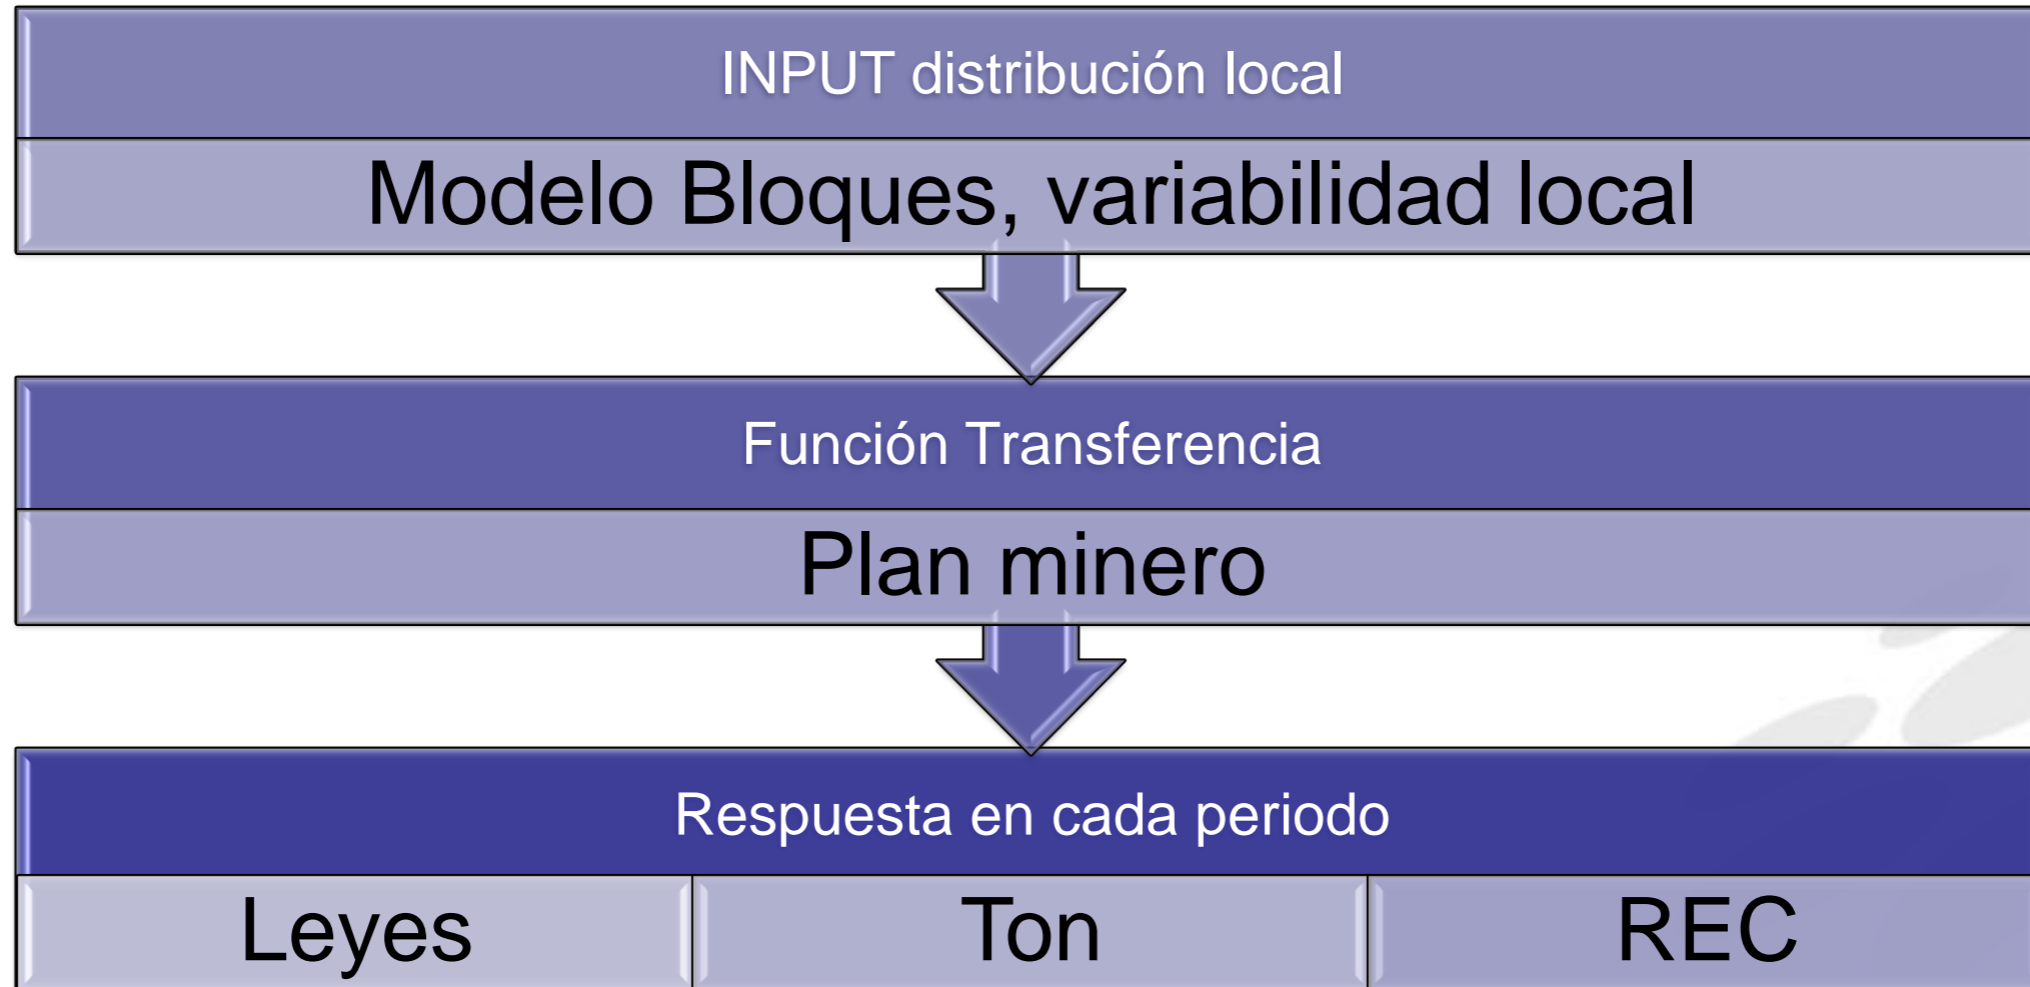 INPUT distribución local
Modelo Bloques, variabilidad local
Función Transferencia
Plan minero
Respuesta en cada periodo
Leyes
Ton
REC